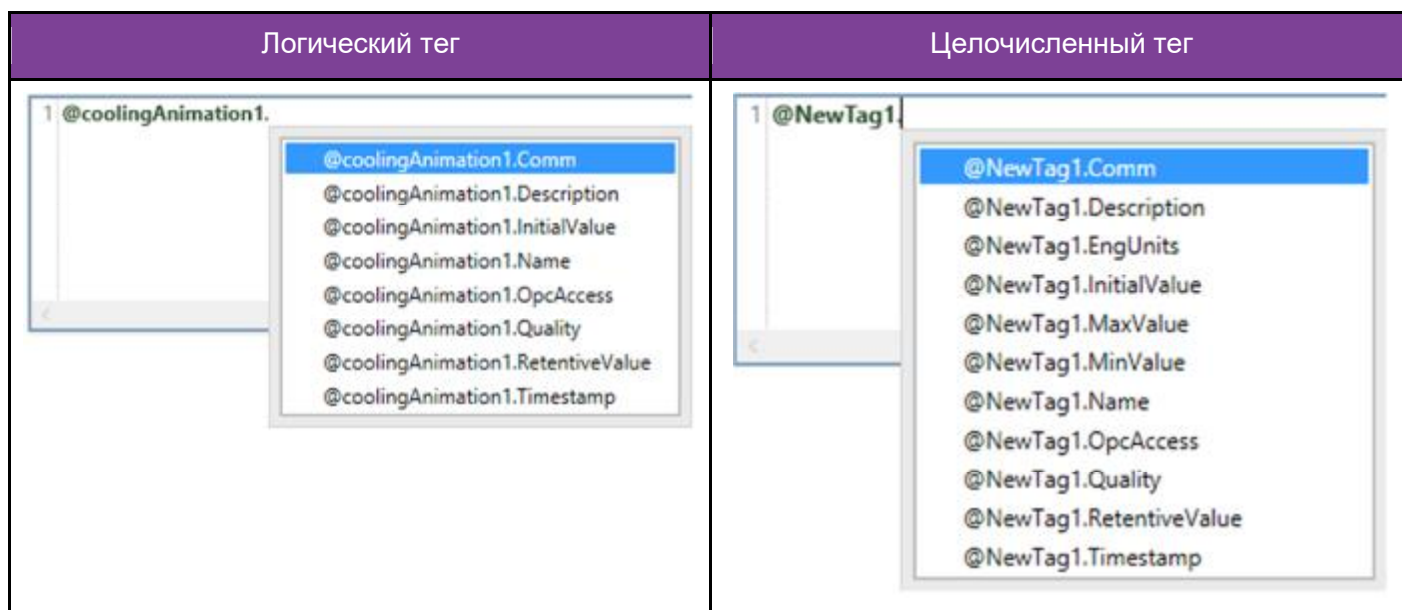 Логический тег
Целочисленный тег
1 @coolingAnimation1.
@coolingAnimation1.Comm
@coolingAnimation1.Description
@coolingAnimation1.InitialValue
@coolingAnimation1.Name
@coolingAnimation1.OpcAccess
@coolingAnimation1.Quality
@coolingAnimation1.RetentiveValue
@coolingAnimation1.Timestamp
1 @NewTag1.
@NewTag1.Comm
@NewTag1.Description
@NewTag1.EngUnits
@NewTag1.InitialValue
@NewTag1.MaxValue
@NewTag1.MinValue
@NewTag1.Name
@NewTag1.OpcAccess
@NewTag1.Quality
@NewTag1.RetentiveValue
@NewTag1.Timestamp